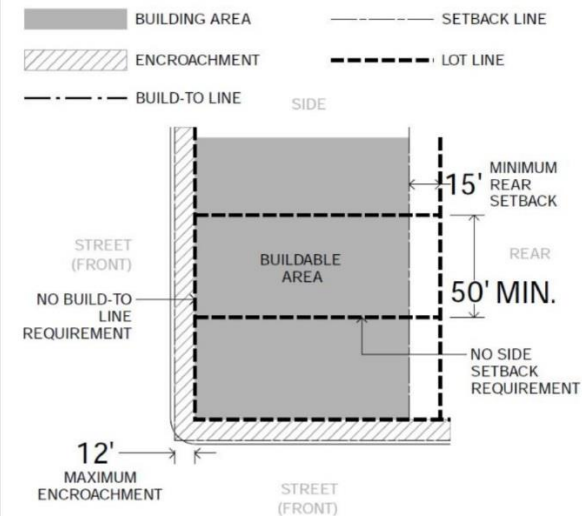 BUILDING AREA
SETBACK LINE
ENCROACHMENT
LOT LINE
BUILD-TO LINE
SIDE
15' MINIMUM
REAR
SETBACK
STREET
(FRONT)
BUILDABLE
AREA
REAR
NO BUILD-TO
LINE
REQUIREMENT
50' MIN.
NO SIDE
SETBACK
REQUIREMENT
12'
MAXIMUM
ENCROACHMENT
STREET
(FRONT)